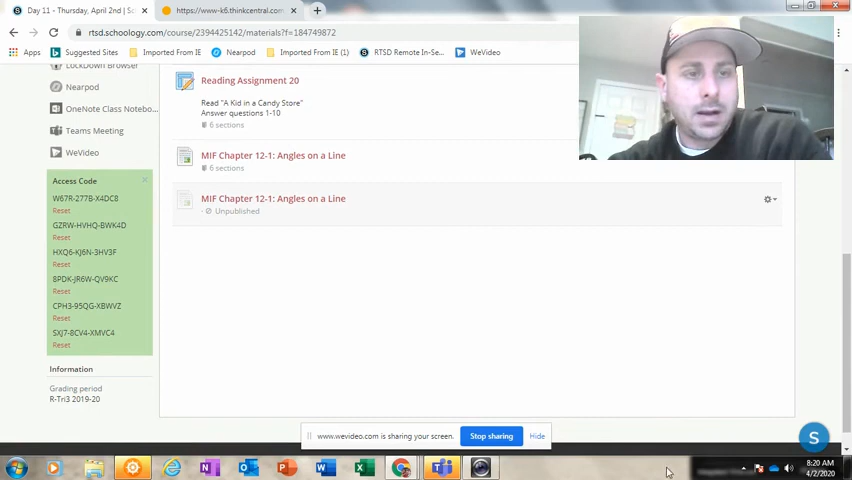 Day 11 - Thursday, April 2nd | Sc
https://www-k6.thinkcentral.com
rtsd.schoology.com/course/2394425142/materials?f=184749872
Apps
Suggested Sites
Imported From IE
Nearpod
Imported From IE (1)
RTSD Remote In-Se...
WeVideo
LockDown Browser
Nearpod
OneNote Class Notebo...
Teams Meeting
WeVideo
Access Code
W67R-277B-X4DC8
Reset
GZRW-HVHQ-BWK4D
Reset
HXQ6-KJ6N-3HV3F
Reset
8PDK-JR6W-QV9KC
Reset
CPH3-95QG-XBWVZ
Reset
SXJ7-8CV4-XMVC4
Reset
Information
Grading period
R-Tri3 2019-20
Reading Assignment 20
Read "A Kid in a Candy Store"
Answer questions 1-10
6 sections
MIF Chapter 12-1: Angles on a Line
6 sections
MIF Chapter 12-1: Angles on a Line
Unpublished
www.wevideo.com is sharing your screen.
Stop sharing
Hide
S
8:20 AM
4/2/2020